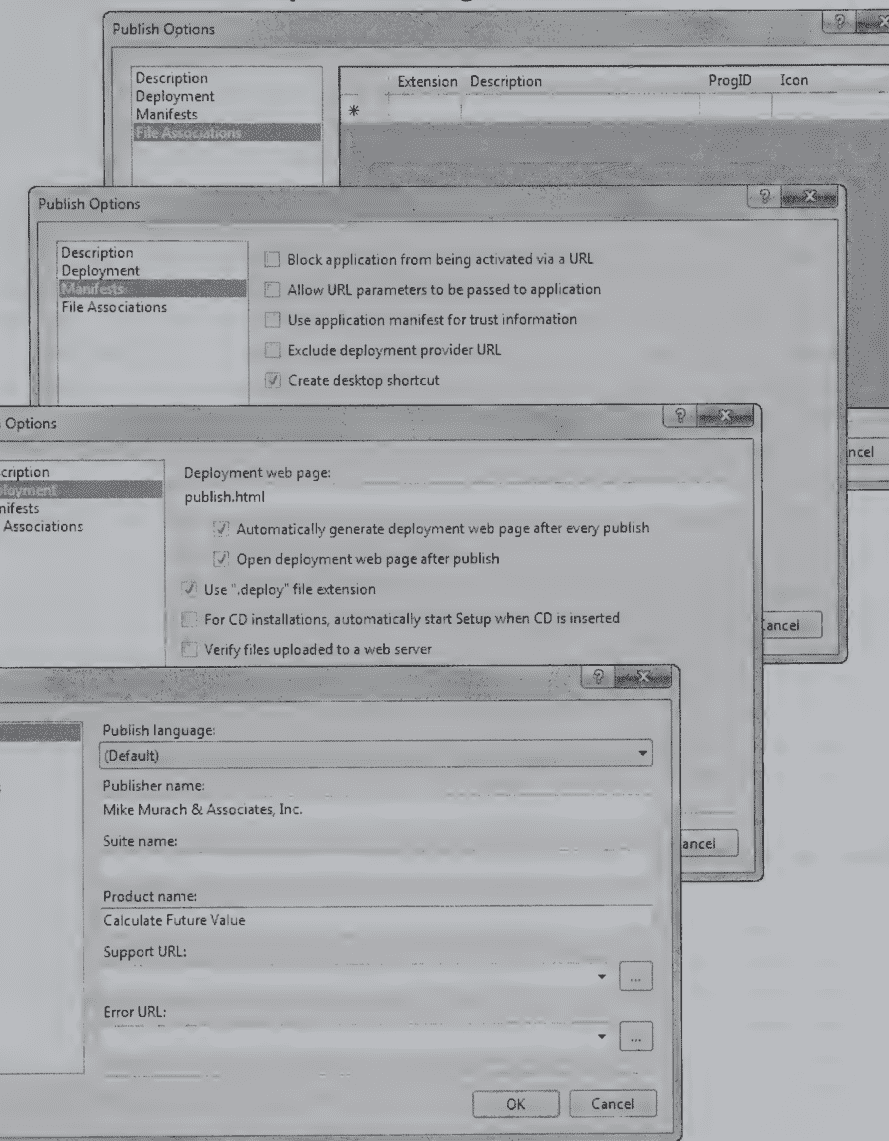 Publish Options
Description
Deployment
Manifests
File Associations
Extension Description ProgID Icon
*
Publish Options
Description
Deployment
Manifests
File Associations
Block application from being activated via a URL
Allow URL parameters to be passed to application
Use application manifest for trust information
Exclude deployment provider URL
Create desktop shortcut
ncel
Options
cription
ployment
nifests
Associations
Deployment web page:
publish.html
Automatically generate deployment web page after every publish
Open deployment web page after publish
Use ".deploy" file extension
For CD installations, automatically start Setup when CD is inserted
Verify files uploaded to a web server
ancel
Publish language:
(Default)
Publisher name:
Mike Murach & Associates, Inc.
Suite name:
ancel
Product name:
Calculate Future Value
Support URL:
...
Error URL:
...
OK Cancel